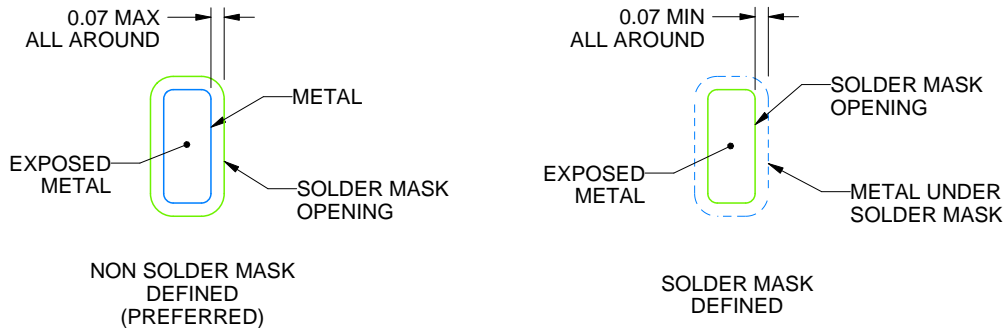 0.07 MAX
ALL AROUND
METAL
EXPOSED
METAL
SOLDER MASK
OPENING
NON SOLDER MASK
DEFINED
(PREFERRED)
0.07 MIN
ALL AROUND
SOLDER MASK
OPENING
EXPOSED
METAL
METAL UNDER
SOLDER MASK
SOLDER MASK
DEFINED